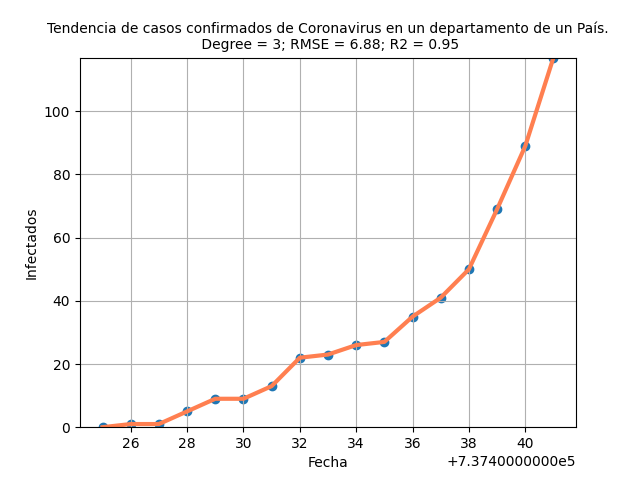 Tendencia de casos confirmados de Coronavirus en un departamento de un País.
Degree = 3; RMSE = 6.88; R2 = 0.95
Infectados
100
80
60
40
20
0
26 28 30 32 34 36 38 40
Fecha
+7.3740000000e5